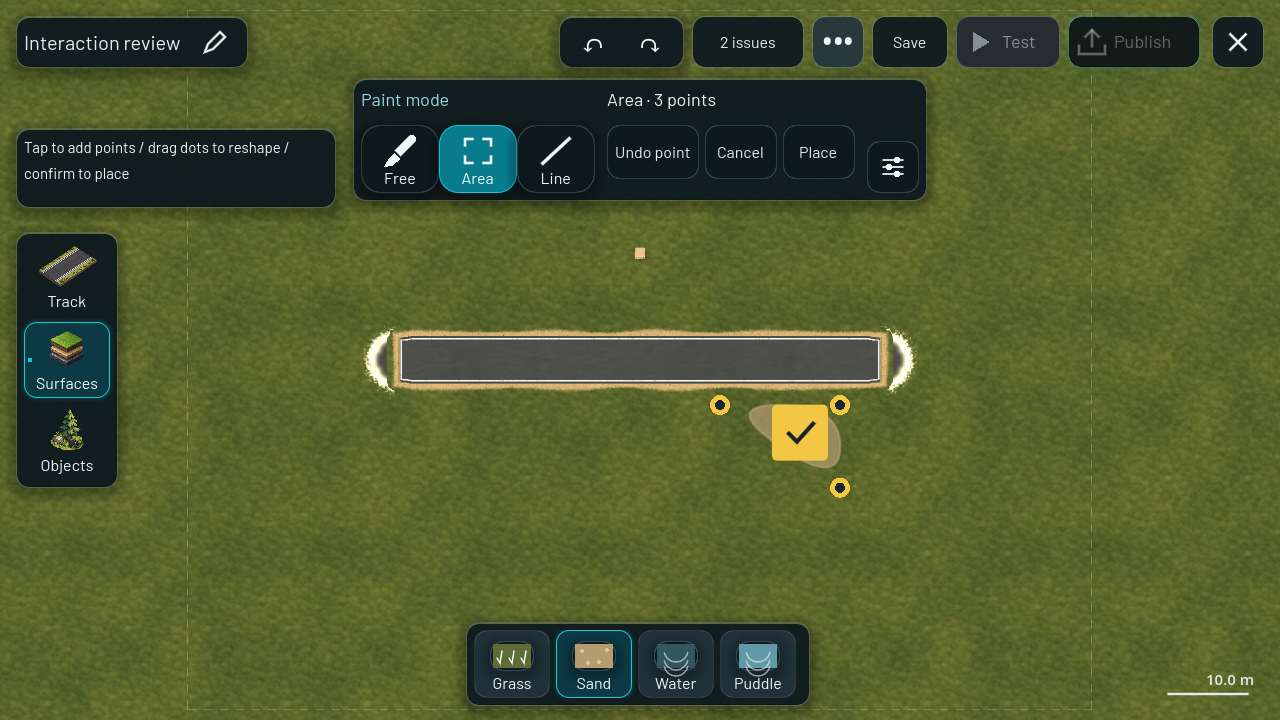 Interaction review
2 issues
Save
Test
Publish
Paint mode
Area · 3 points
Free
Area
Line
Undo point
Cancel
Place
Tap to add points / drag dots to reshape /
confirm to place
Track
Surfaces
Objects
Grass
Sand
Water
Puddle
10.0 m